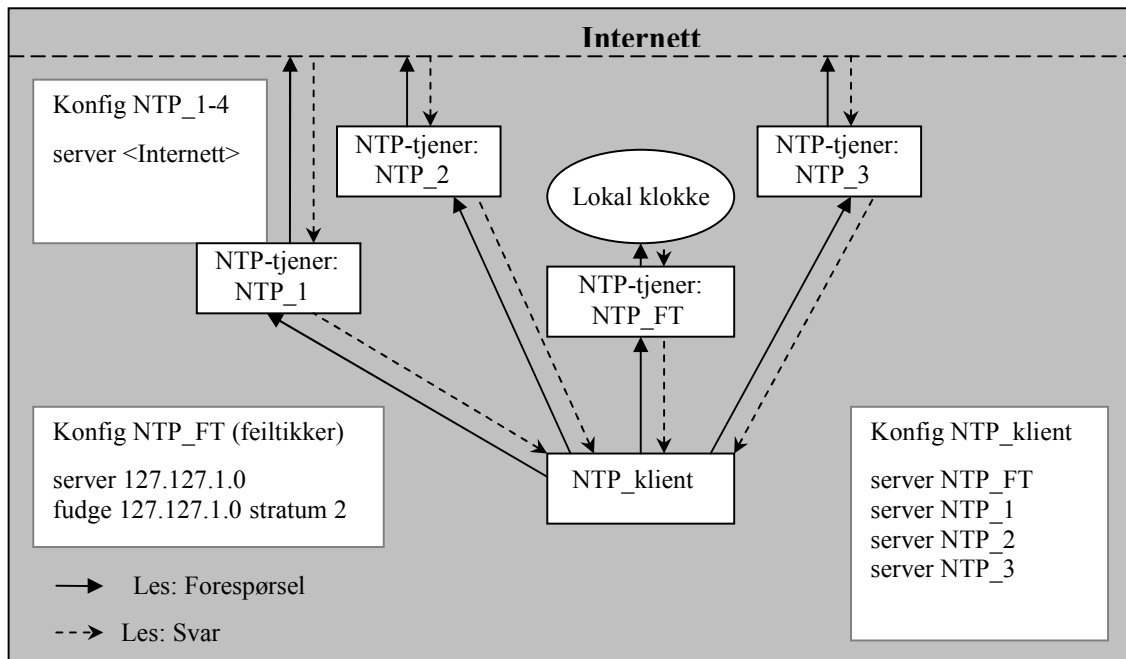 Internett
Konfig NTP_1-4
server <Internett>
NTP-tjener:
NTP_2
NTP-tjener:
NTP_3
Lokal klokke
NTP-tjener:
NTP_1
NTP-tjener:
NTP_FT
Konfig NTP_FT (feiltikker)
server 127.127.1.0
fudge 127.127.1.0 stratum 2
NTP_klient
Konfig NTP_klient
server NTP_FT
server NTP_1
server NTP_2
server NTP_3
Les: Forespørsel
Les: Svar